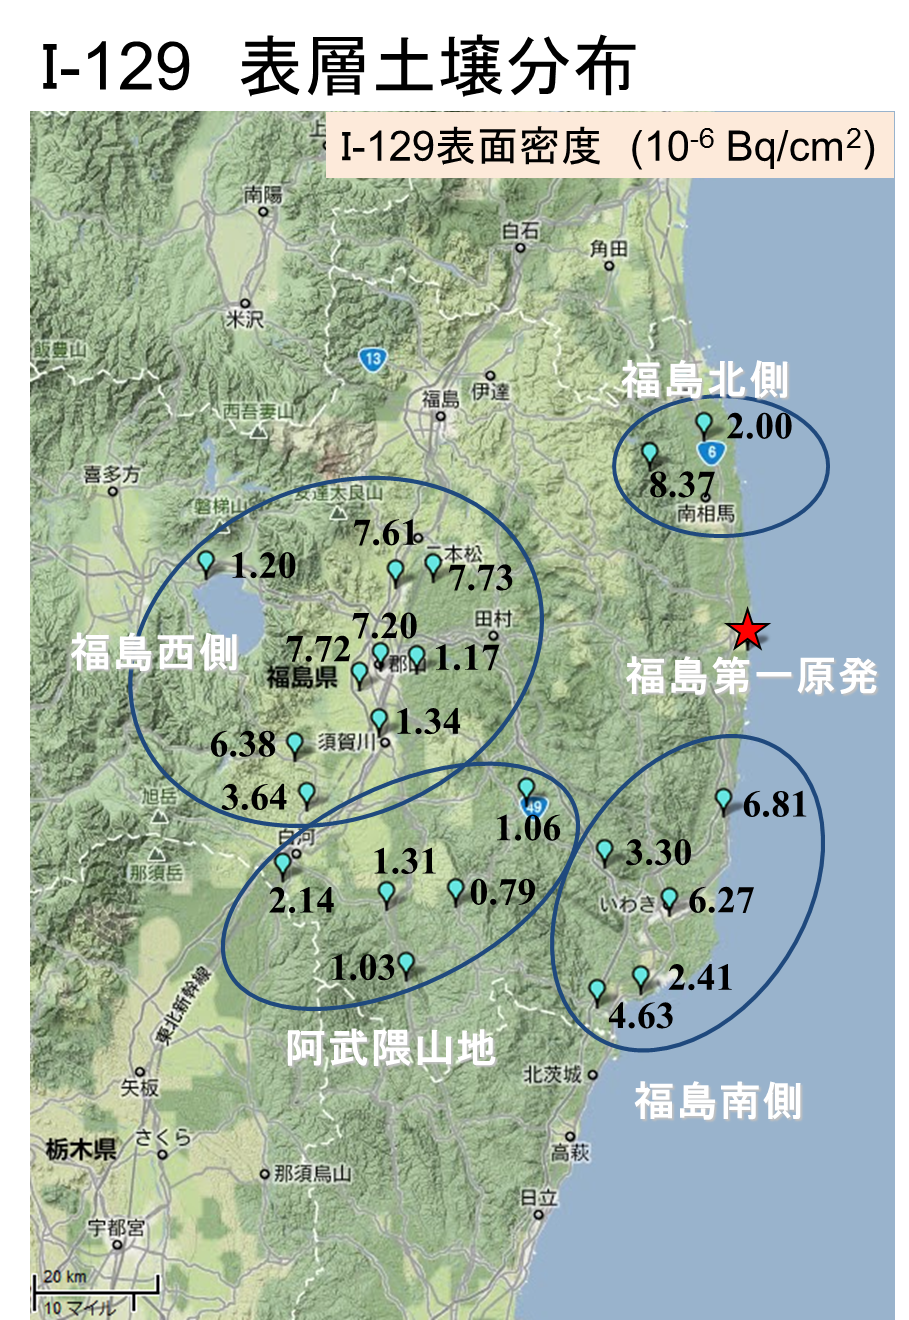 I-129　表層土壌分布
I-129表面密度 (10-6 Bq/cm2)
南陽
白石
角田
米沢
飯豊山
13
福島
伊達
福島北側
西吾妻山
2.00
6
8.37
南相馬
喜多方
磐梯山
安達太良山
7.61
二本松
1.20
7.73
田村
7.20
福島西側
7.72
郡山
1.17
福島県
福島第一原発
1.34
6.38
須賀川
3.64
旭岳
49
6.81
1.06
白河
那須岳
1.31
3.30
2.14
0.79
いわき
6.27
1.03
2.41
4.63
東北新幹線
阿武隈山地
矢板
北茨城
福島南側
さくら
栃木県
高萩
那須烏山
日立
宇都宮
20 km
10 マイル